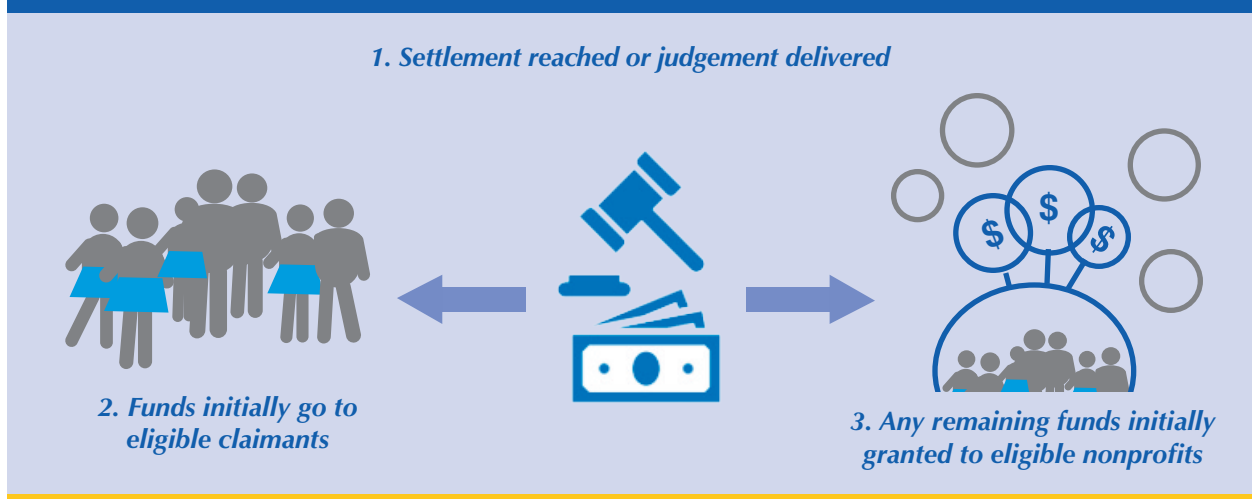 1. Settlement reached or judgement delivered
$
$
$
2. Funds initially go to
eligible claimants
3. Any remaining funds initially
granted to eligible nonprofits